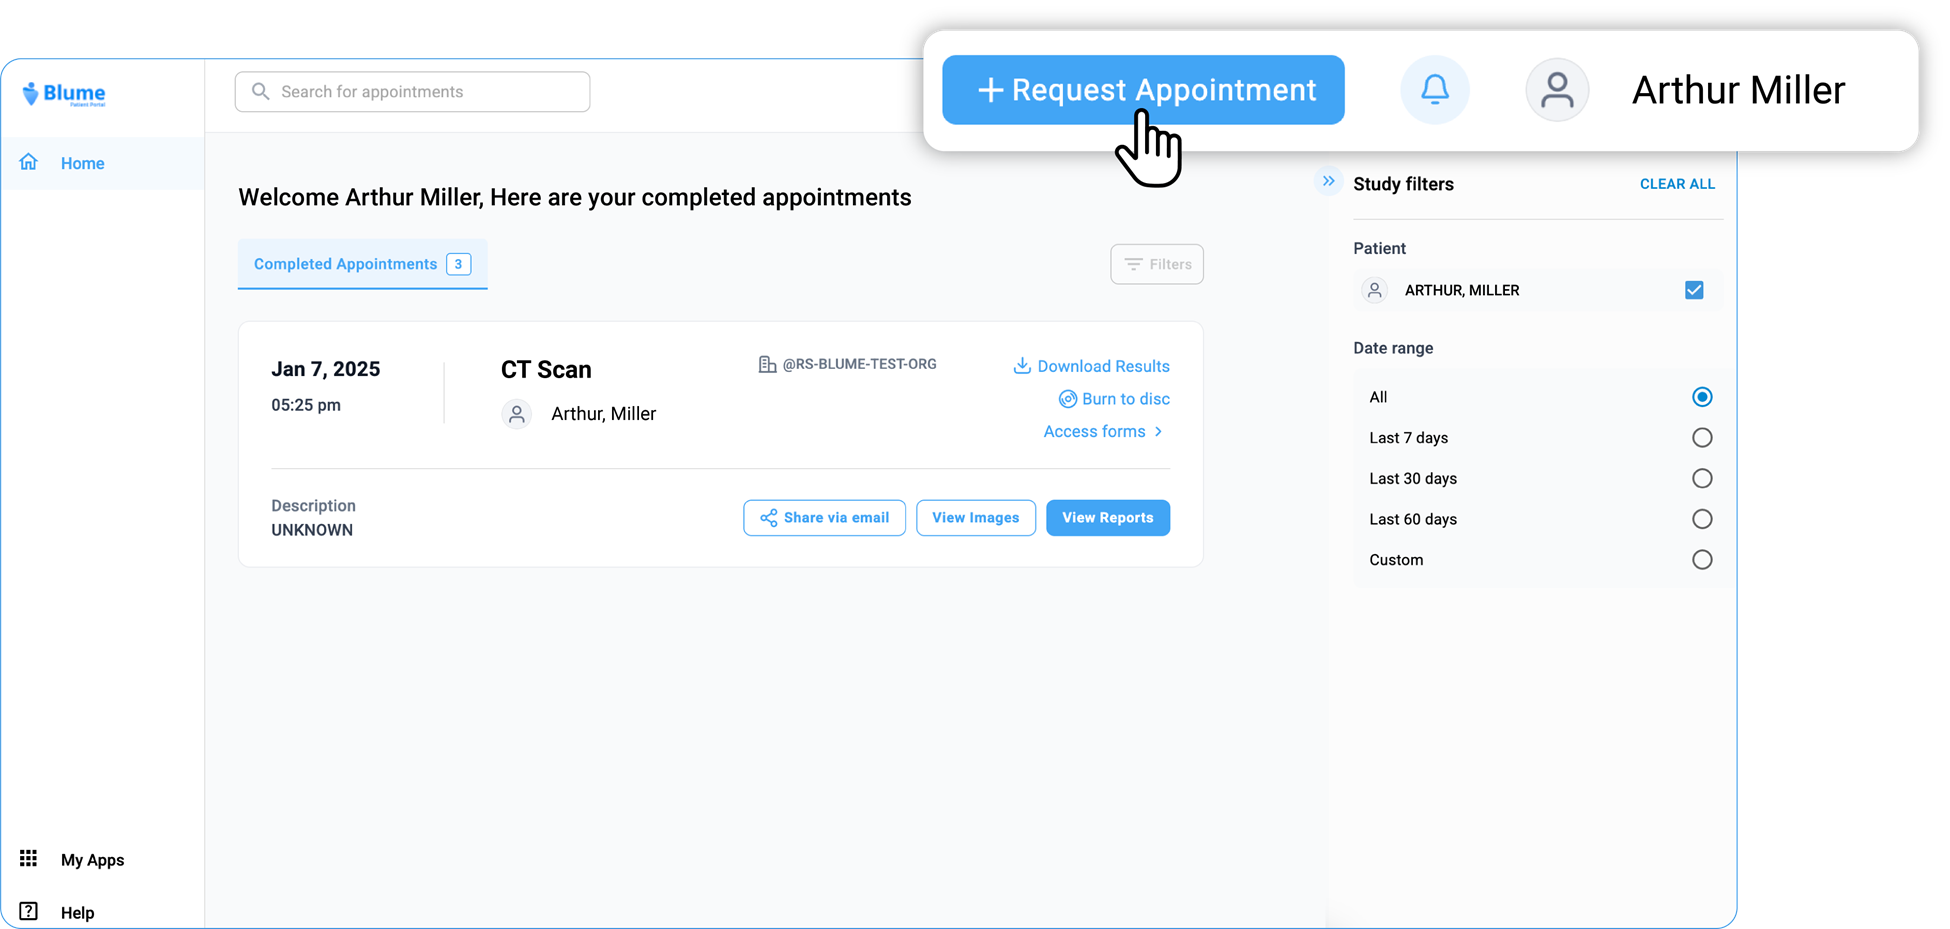 Blume
Patient Portal
Search for appointments
+ Request Appointment
Arthur Miller
Home
Welcome Arthur Miller, Here are your completed appointments
Completed Appointments 3
Filters
Jan 7, 2025
05:25 pm
CT Scan
Arthur, Miller
@RS-BLUME-TEST-ORG
Download Results
Burn to disc
Access forms
Description
UNKNOWN
Share via email
View Images
View Reports
Study filters
CLEAR ALL
Patient
ARTHUR, MILLER
Date range
All
Last 7 days
Last 30 days
Last 60 days
Custom
My Apps
Help